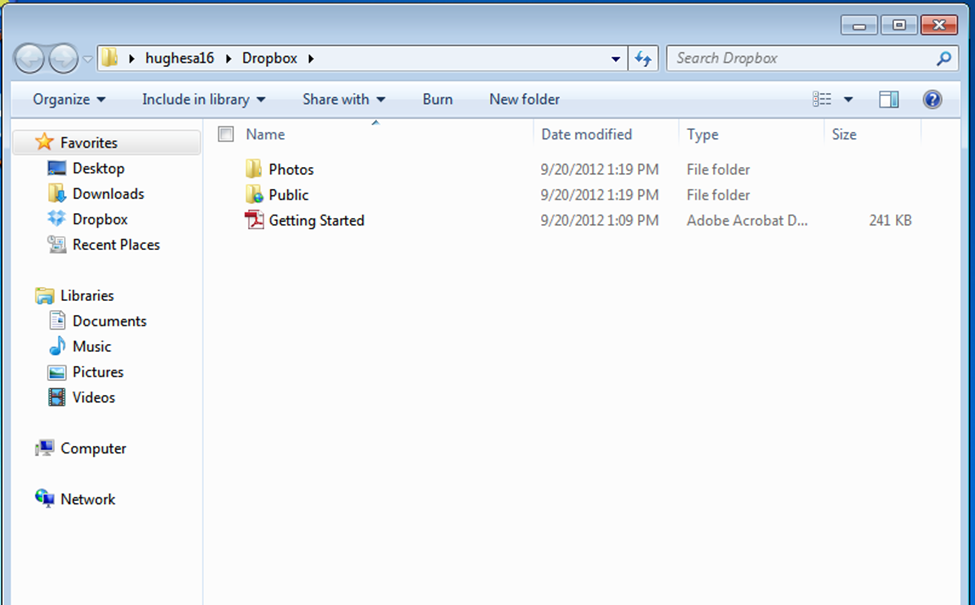 hughesa16 Dropbox Search Dropbox
Organize Include in library Share with Burn New folder
Favorites
Desktop
Downloads
Dropbox
Recent Places
Libraries
Documents
Music
Pictures
Videos
Computer
Network
Name Date modified Type Size
Photos 9/20/2012 1:19 PM File folder
Public 9/20/2012 1:19 PM File folder
Getting Started 9/20/2012 1:09 PM Adobe Acrobat D... 241 KB